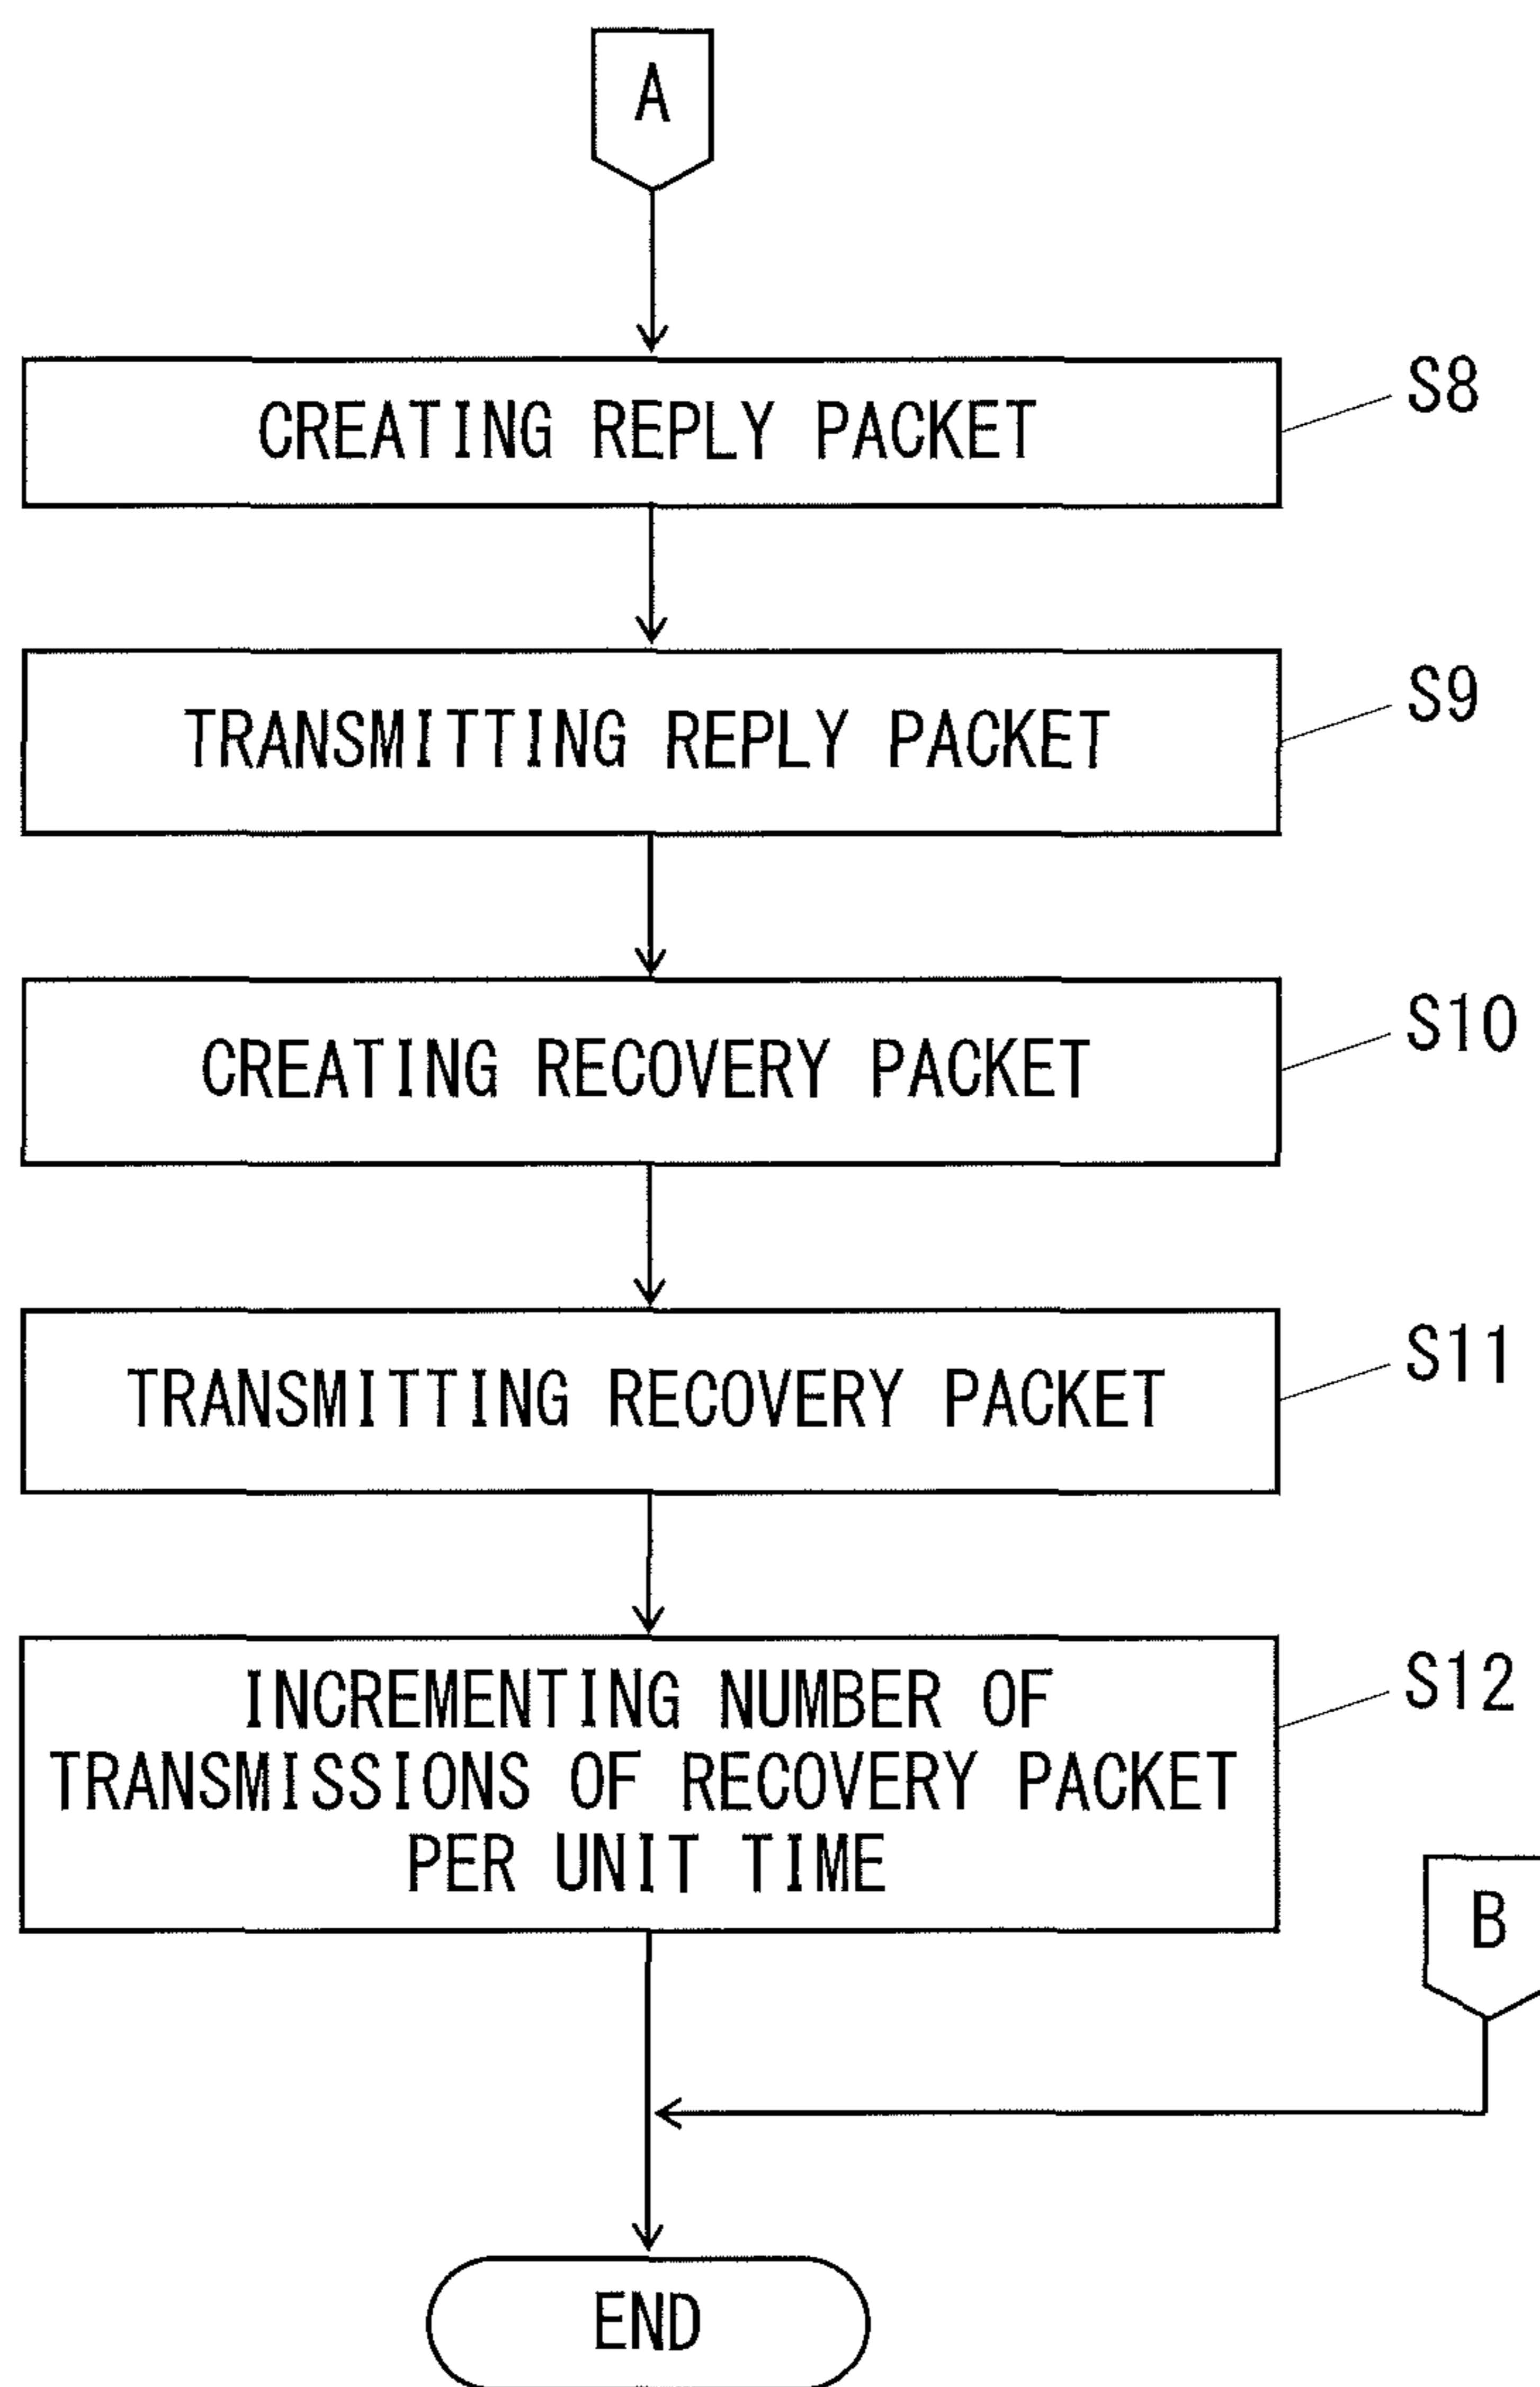 A
CREATING REPLY PACKET
S8
TRANSMITTING REPLY PACKET
S9
CREATING RECOVERY PACKET
S10
TRANSMITTING RECOVERY PACKET
S11
INCREMENTING NUMBER OF
TRANSMISSIONS OF RECOVERY PACKET
PER UNIT TIME
S12
B
END